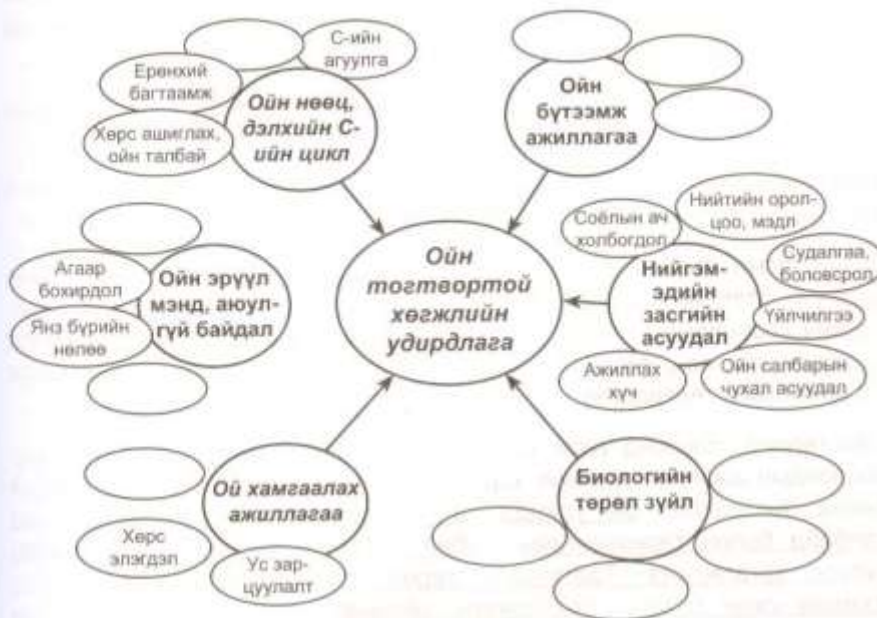 С-ийн
агуулга
Ерөнхий
багтаамж
Хөрс ашиглах,
ойн талбай
Ойн нөөц,
дэлхийн С-
ийн цикл
Ойн
бүтээмж
ажиллагаа
Агаар
бохирдол
Янз бүрийн
нөлөө
Ойн эрүүл
мэнд, аюул-
гүй байдал
Ойн
тогтвортой
хөгжлийн
удирдлага
Соёлын ач
холбогдол
Нийтийн орол-
цоо, мэдл
Судалгаа,
боловсрол
Үйлчилгээ
Ойн салбарын
чухал асуудал
Ажиллах
хүч
Нийгэм-
эдийн
засгийн
асуудал
Ой хамгаалах
ажиллагаа
Хөрс
элэгдэл
Ус зар-
цуулалт
Биологийн
төрөл зүйл